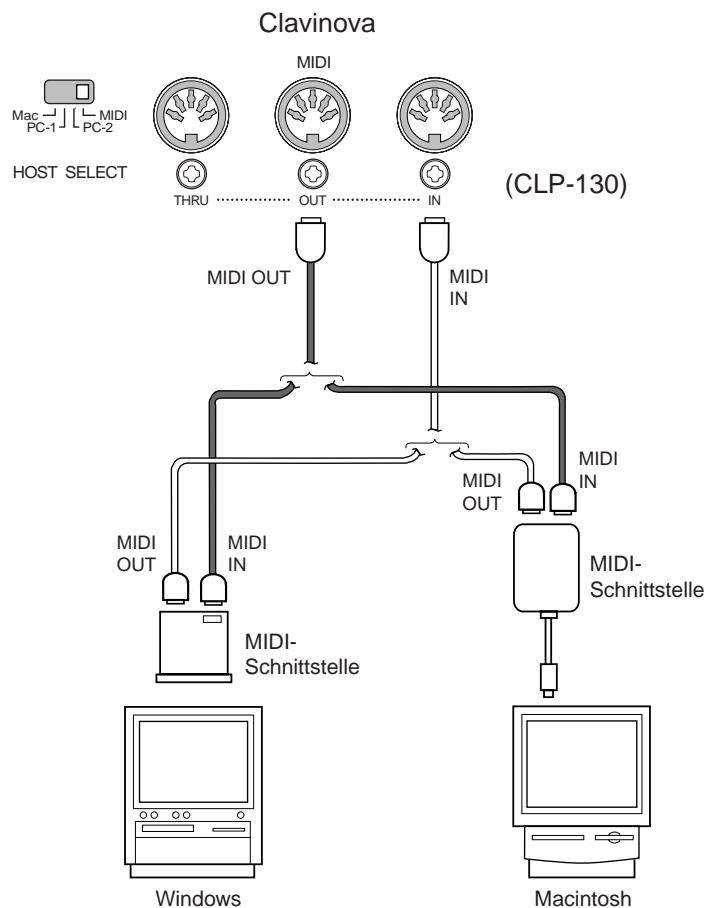 Clavinova
MIDI
Mac MIDI
PC-1 PC-2
HOST SELECT
THRU OUT IN
(CLP-130)
MIDI OUT
MIDI
IN
MIDI
OUT
MIDI
IN
MIDI
OUT
MIDI
IN
MIDI-
Schnittstelle
MIDI-
Schnittstelle
Windows
Macintosh